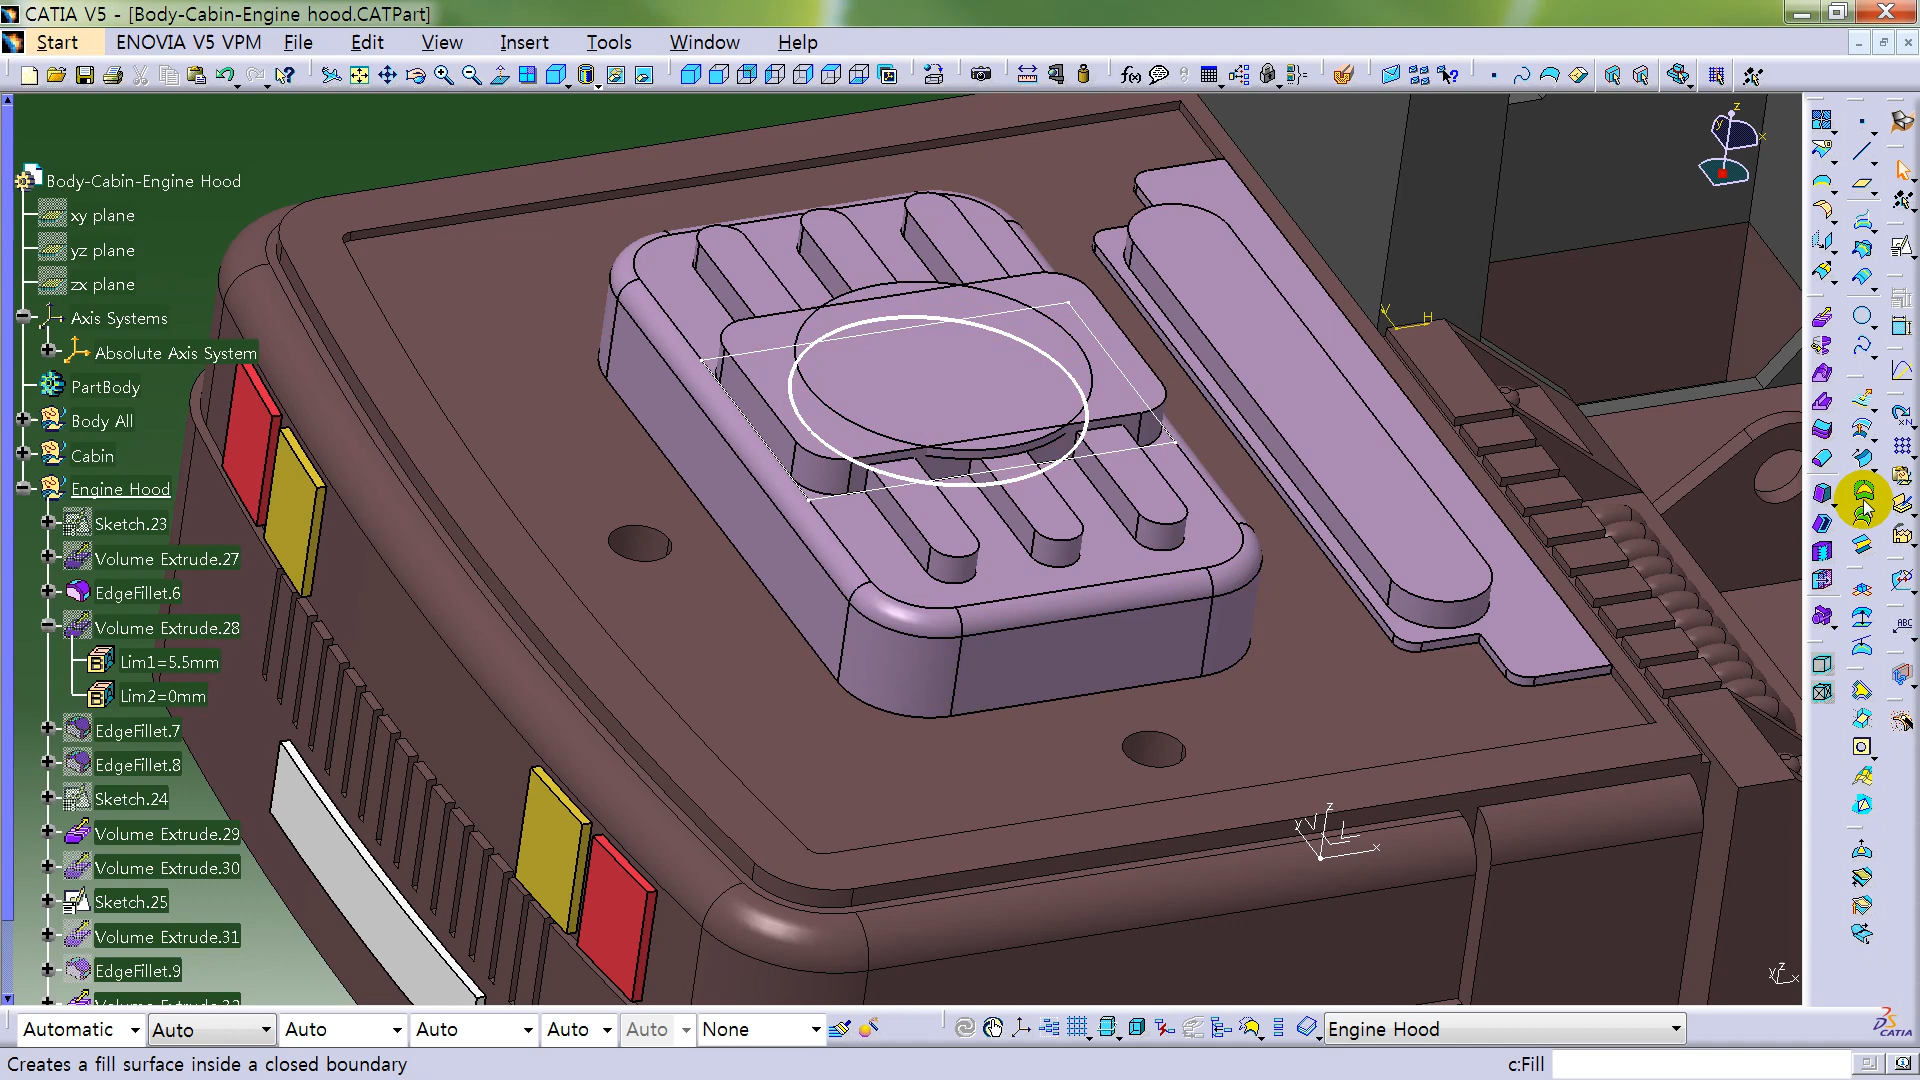 CATIA V5 - [Body-Cabin-Engine hood.CATPart]
Start ENOVIA V5 VPM File Edit View Insert Tools Window Help
Body-Cabin-Engine Hood
xy plane
yz plane
zx plane
Axis Systems
Absolute Axis System
PartBody
Body All
Cabin
Engine Hood
Sketch.23
Volume Extrude.27
EdgeFillet.6
Volume Extrude.28
Lim1=5.5mm
Lim2=0mm
EdgeFillet.7
EdgeFillet.8
Sketch.24
Volume Extrude.29
Volume Extrude.30
Sketch.25
Volume Extrude.31
EdgeFillet.9
z
y
x
V
H
z
y
x
z
y
x
ABC
Automatic Auto Auto Auto Auto Auto None Engine Hood
CATIA
Creates a fill surface inside a closed boundary c:Fill